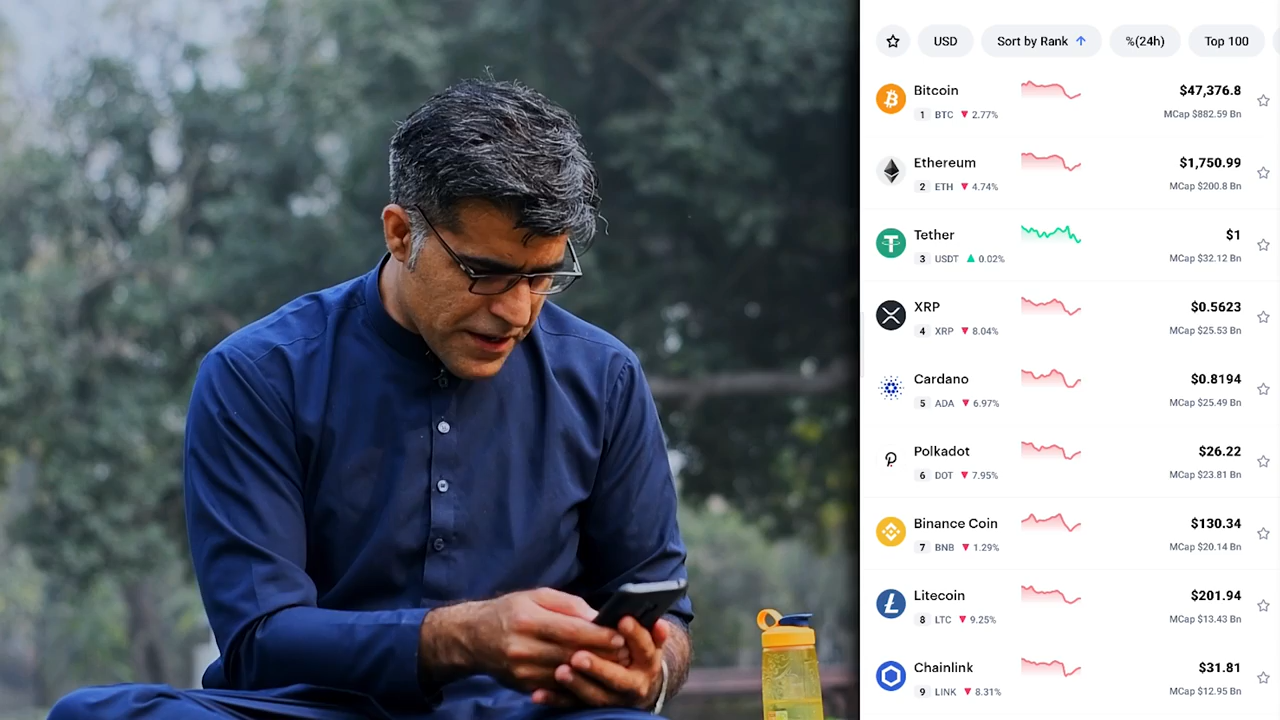 USD Sort by Rank ↑ %(24h) Top 100
Bitcoin $47,376.8
1 BTC ▼ 2.77% MCap $882.59 Bn
Ethereum $1,750.99
2 ETH ▼ 4.74% MCap $200.8 Bn
Tether $1
3 USDT ▲ 0.02% MCap $32.12 Bn
XRP $0.5623
4 XRP ▼ 8.04% MCap $25.53 Bn
Cardano $0.8194
5 ADA ▼ 6.97% MCap $25.49 Bn
Polkadot $26.22
6 DOT ▼ 7.95% MCap $23.81 Bn
Binance Coin $130.34
7 BNB ▼ 1.29% MCap $20.14 Bn
Litecoin $201.94
8 LTC ▼ 9.25% MCap $13.43 Bn
Chainlink $31.81
9 LINK ▼ 8.31% MCap $12.95 Bn